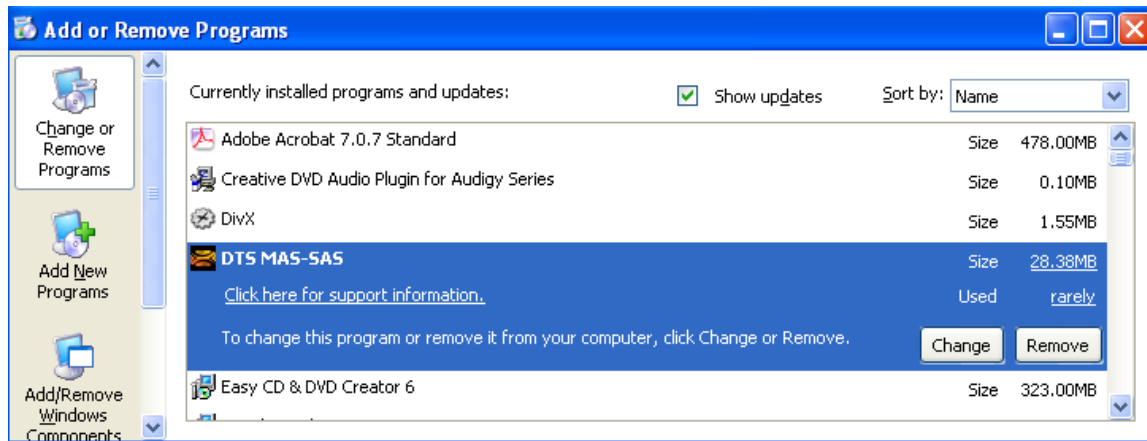 Add or Remove Programs
Change or
Remove
Programs
Add New
Programs
Add/Remove
Windows
Components
Currently installed programs and updates:
Show updates
Sort by: Name
Adobe Acrobat 7.0.7 Standard Size 478.00MB
Creative DVD Audio Plugin for Audigy Series Size 0.10MB
DivX Size 1.55MB
DTS MAS-SAS Size 28.38MB
Click here for support information. Used rarely
To change this program or remove it from your computer, click Change or Remove. Change Remove
Easy CD & DVD Creator 6 Size 323.00MB